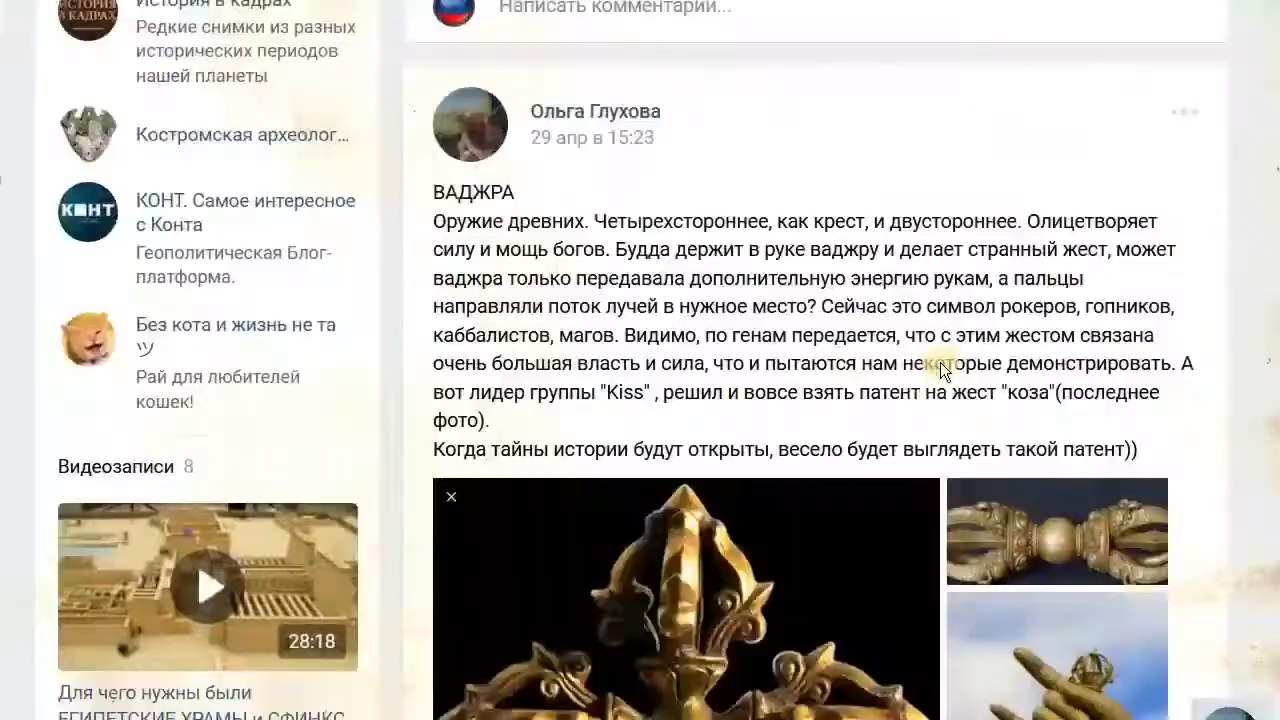 История в кадрах
Редкие снимки из разных
исторических периодов
нашей планеты
Костромская археолог...
КОНТ. Самое интересное
с Конта
Геополитическая Блог-
платформа.
Без кота и жизнь не та
ツ
Рай для любителей
кошек!
Видеозаписи 8
28:18
Для чего нужны были
ЕГИПЕТСКИЕ ХРАМЫ и СФИНКС
Написать комментарий...
Ольга Глухова
29 апр в 15:23
ВАДЖРА
Оружие древних. Четырехстороннее, как крест, и двустороннее. Олицетворяет
силу и мощь богов. Будда держит в руке ваджру и делает странный жест, может
ваджра только передавала дополнительную энергию рукам, а пальцы
направляли поток лучей в нужное место? Сейчас это символ рокеров, гопников,
каббалистов, магов. Видимо, по генам передается, что с этим жестом связана
очень большая власть и сила, что и пытаются нам некоторые демонстрировать. А
вот лидер группы "Kiss" , решил и вовсе взять патент на жест "коза"(последнее
фото).
Когда тайны истории будут открыты, весело будет выглядеть такой патент))